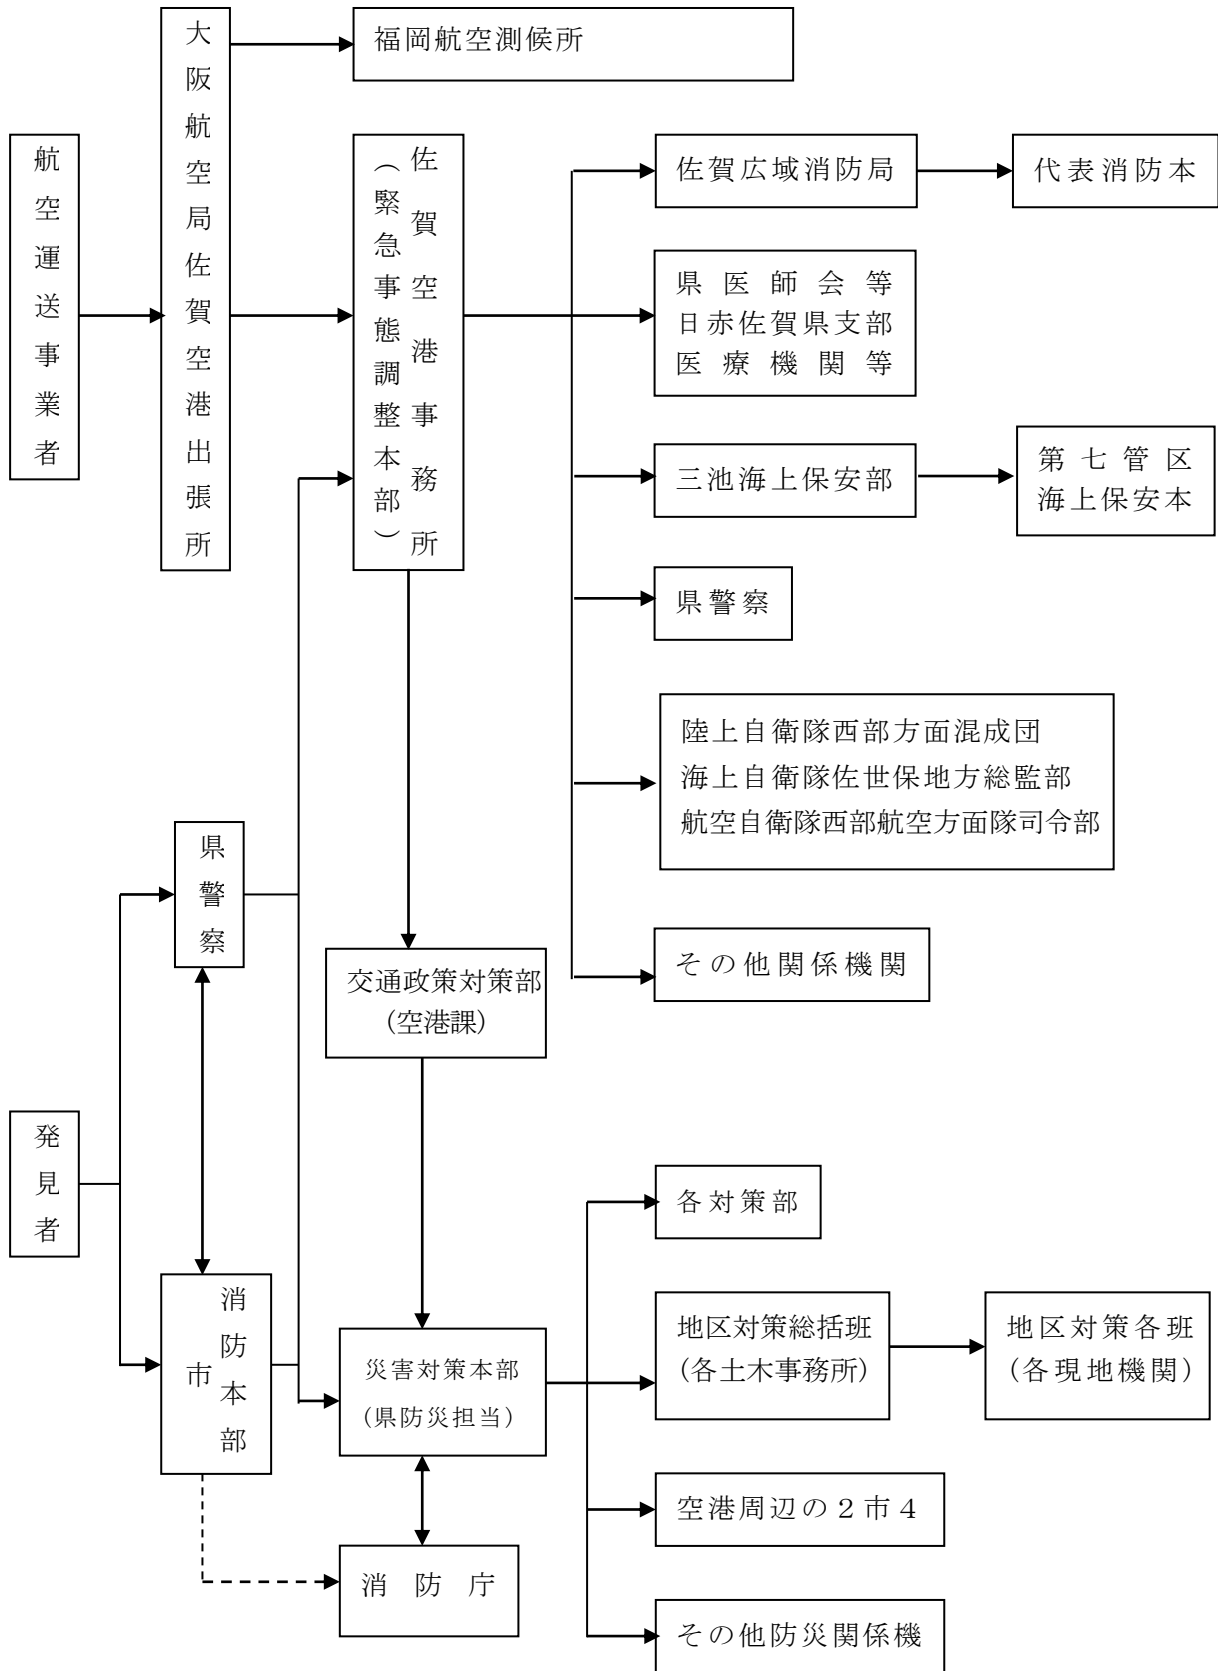 大阪航空局佐賀空港出張所
福岡航空測候所
航空運送事業者
佐賀空港事務所
（緊急事態調整本部）
佐賀広域消防局
代表消防本
県医師会等
日赤佐賀県支部
医療機関等
三池海上保安部
第七管区
海上保安本
県警察
陸上自衛隊西部方面混成団
海上自衛隊佐世保地方総監部
航空自衛隊西部航空方面隊司令部
県警察
その他関係機関
交通政策対策部
(空港課)
発見者
各対策部
消防本部
市
災害対策本部
(県防災担当)
地区対策総括班
(各土木事務所)
地区対策各班
(各現地機関)
空港周辺の２市４
消防庁
その他防災関係機